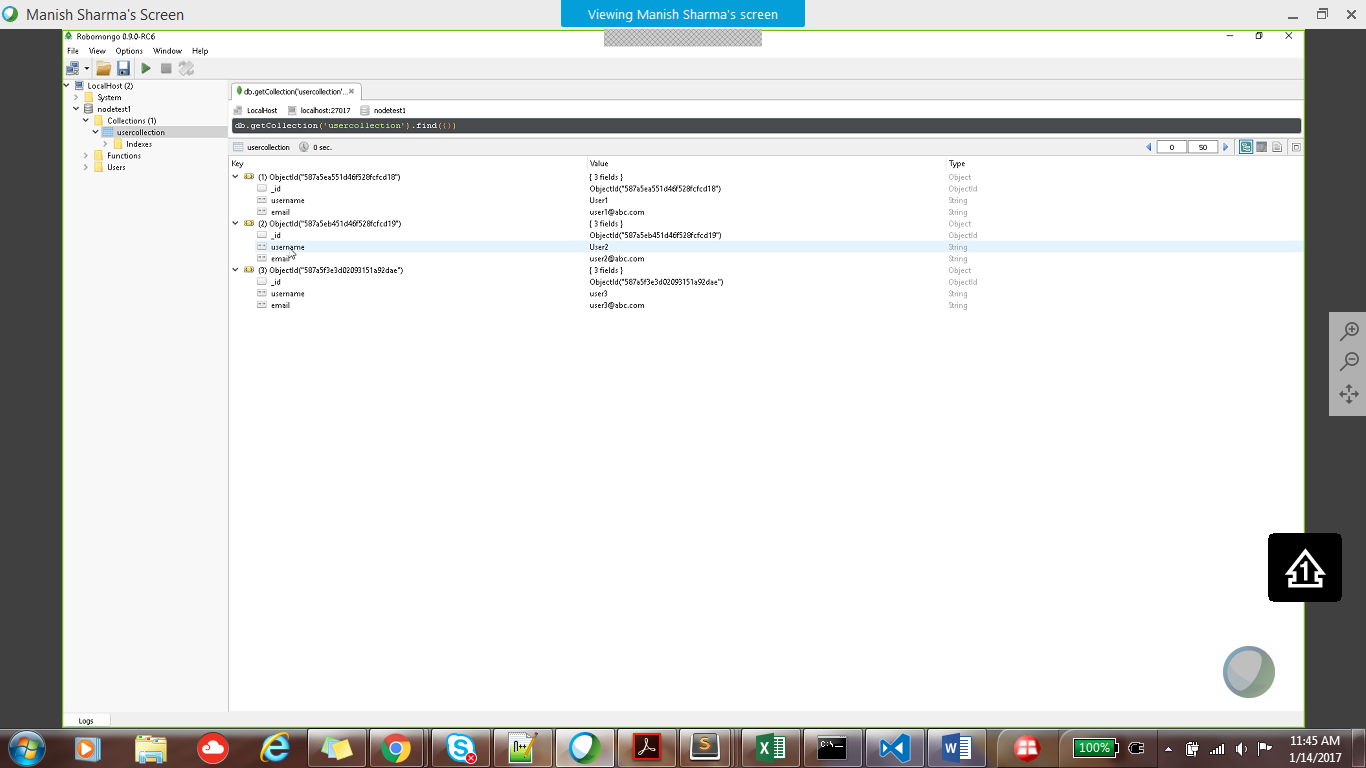 Manish Sharma's Screen
Viewing Manish Sharma's screen
Robomongo 0.9.0-RC6
File View Options Window Help
LocalHost (2)
System
nodetest1
Collections (1)
usercollection
Indexes
Functions
Users
db.getCollection('usercollection'...
LocalHost localhost:27017 nodetest1
db.getCollection('usercollection').find({})
usercollection 0 sec. 0 50
Key Value Type
(1) ObjectId("587a5ea551d46f528fcfcd18") { 3 fields } Object
_id ObjectId("587a5ea551d46f528fcfcd18") ObjectId
username User1 String
email user1@abc.com String
(2) ObjectId("587a5eb451d46f528fcfcd19") { 3 fields } Object
_id ObjectId("587a5eb451d46f528fcfcd19") ObjectId
username User2 String
email user2@abc.com String
(3) ObjectId("587a5f3e3d02093151a92dae") { 3 fields } Object
_id ObjectId("587a5f3e3d02093151a92dae") ObjectId
username user3 String
email user3@abc.com String
1
Logs
100%
11:45 AM
1/14/2017